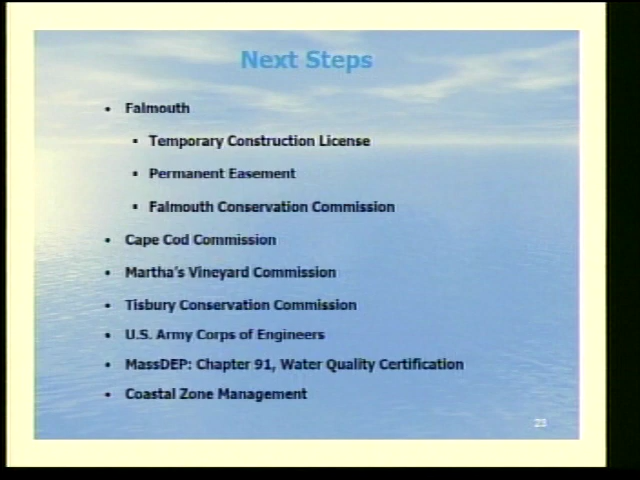 Next Steps
• Falmouth
▪ Temporary Construction License
▪ Permanent Easement
▪ Falmouth Conservation Commission
• Cape Cod Commission
• Martha's Vineyard Commission
• Tisbury Conservation Commission
• U.S. Army Corps of Engineers
• MassDEP: Chapter 91, Water Quality Certification
• Coastal Zone Management
23